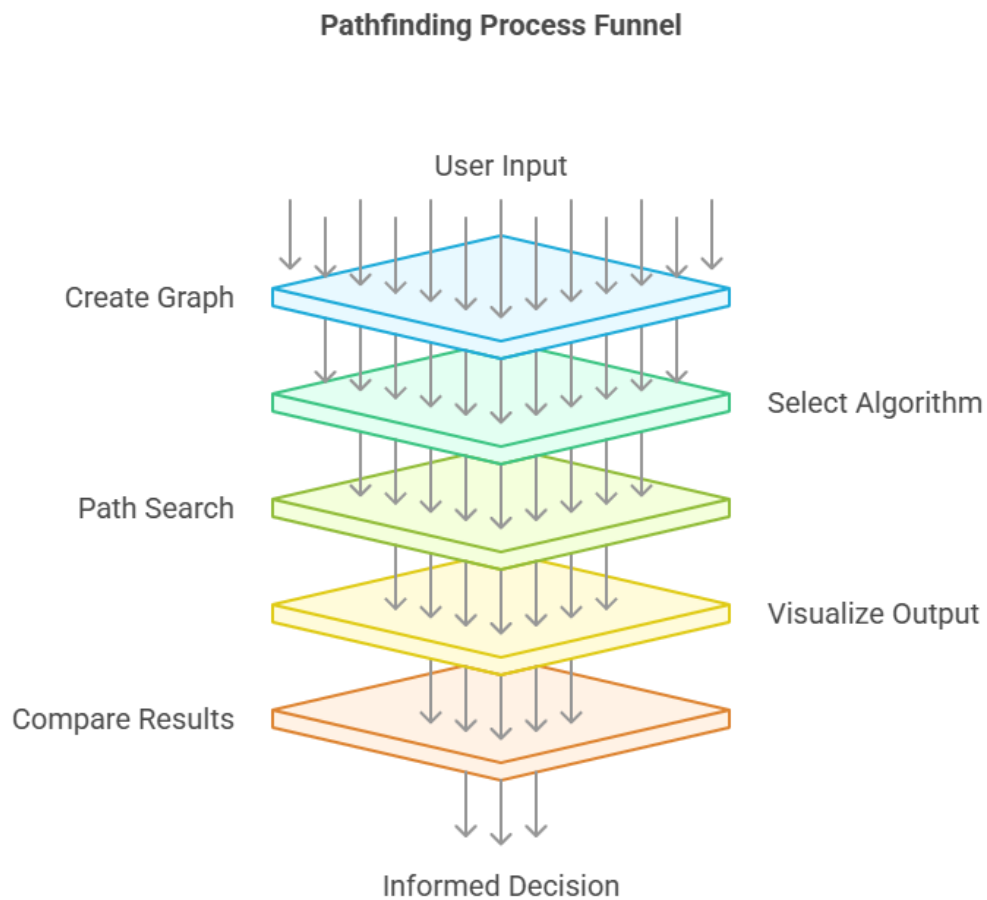 Pathfinding Process Funnel
User Input
Create Graph
Select Algorithm
Path Search
Visualize Output
Compare Results
Informed Decision